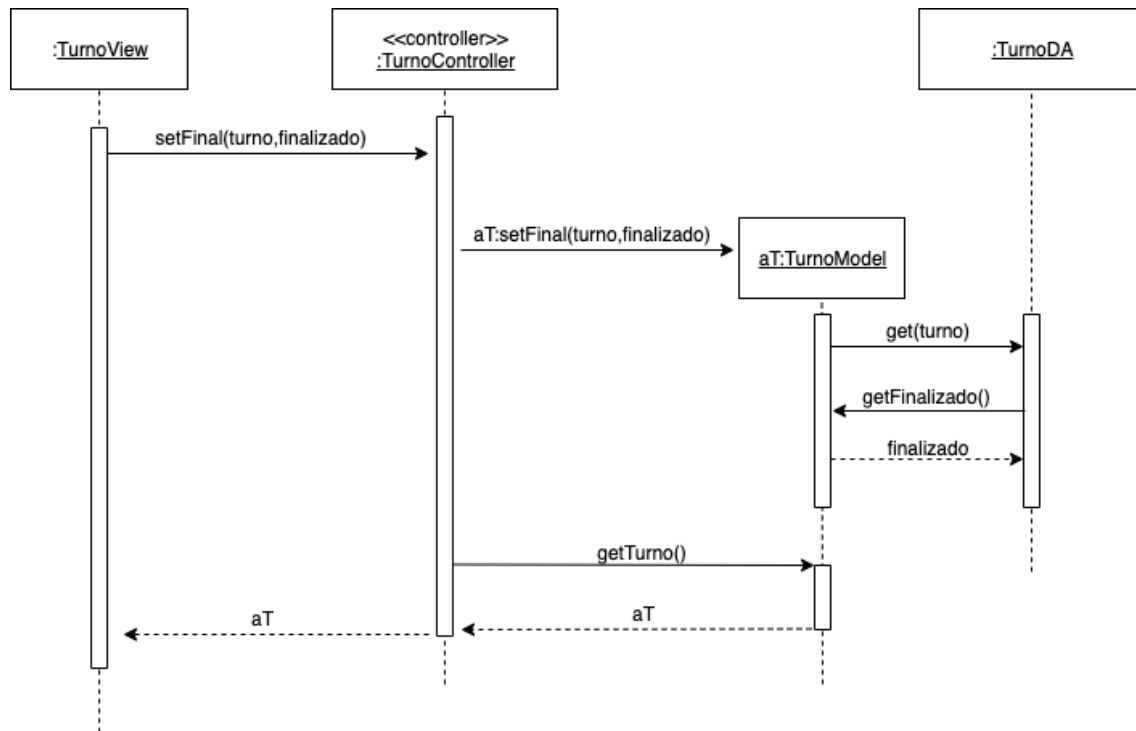 :TurnoView
<<controller>>
:TurnoController
:TurnoDA
setFinal(turno,finalizado)
aT:setFinal(turno,finalizado)
aT:TurnoModel
get(turno)
getFinalizado()
finalizado
getTurno()
aT
aT